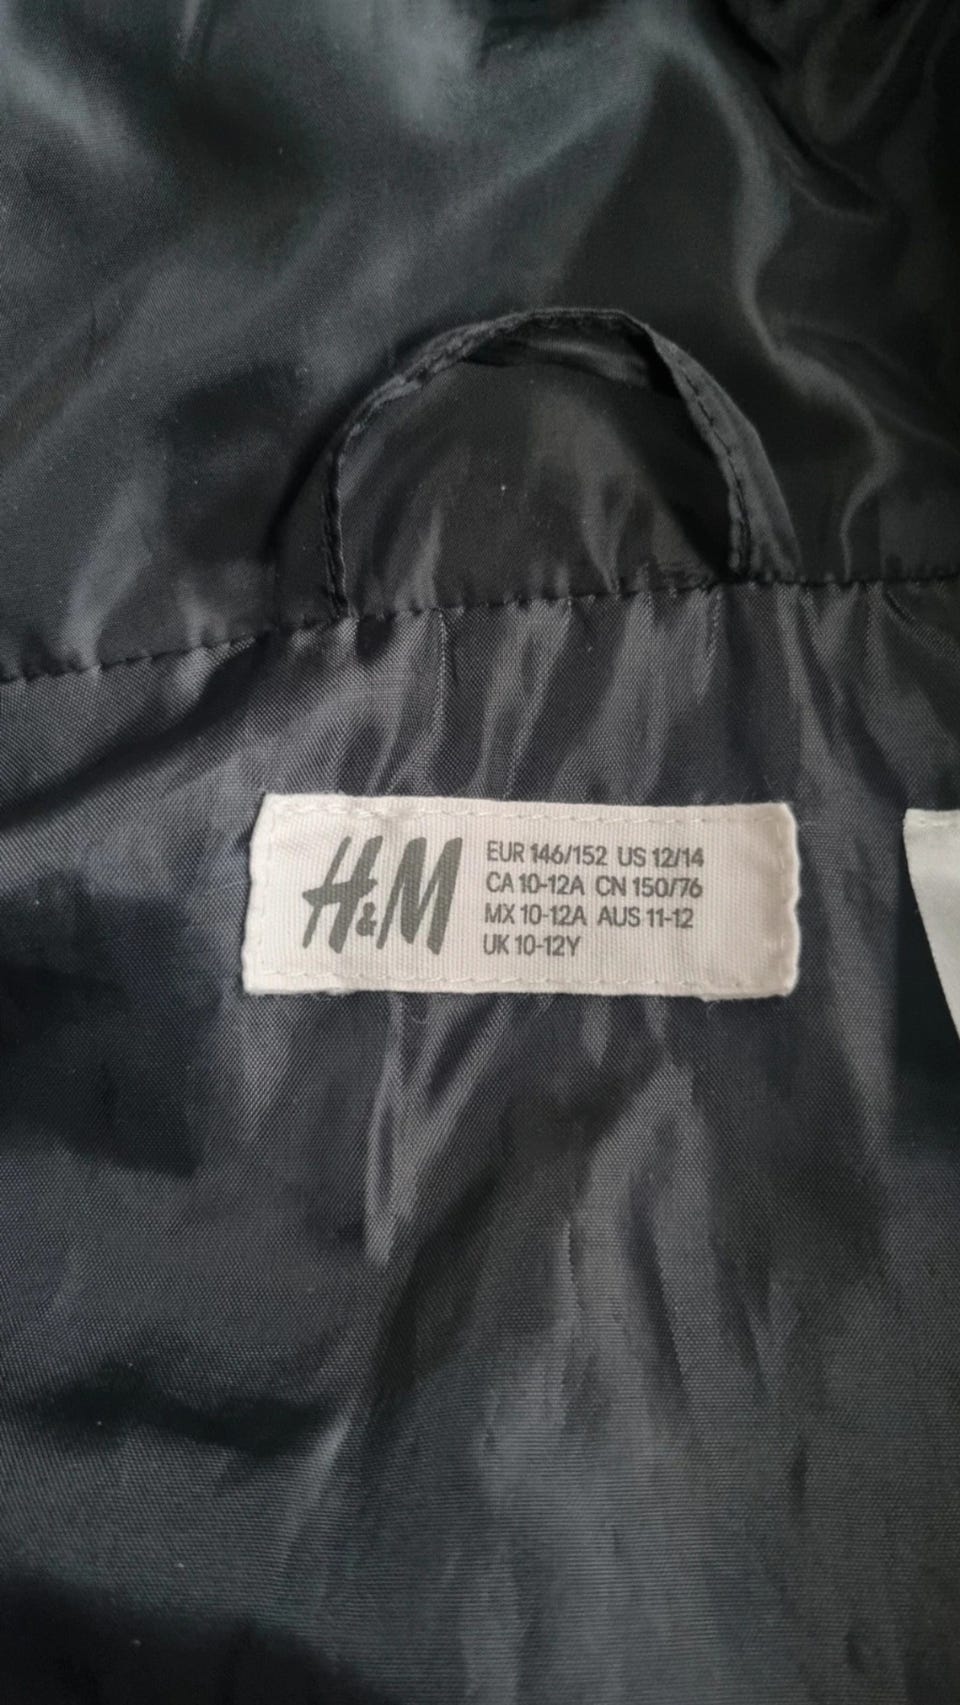 H&M
EUR 146/152 US 12/14
CA 10-12A CN 150/76
MX 10-12A AUS 11-12
UK 10-12Y